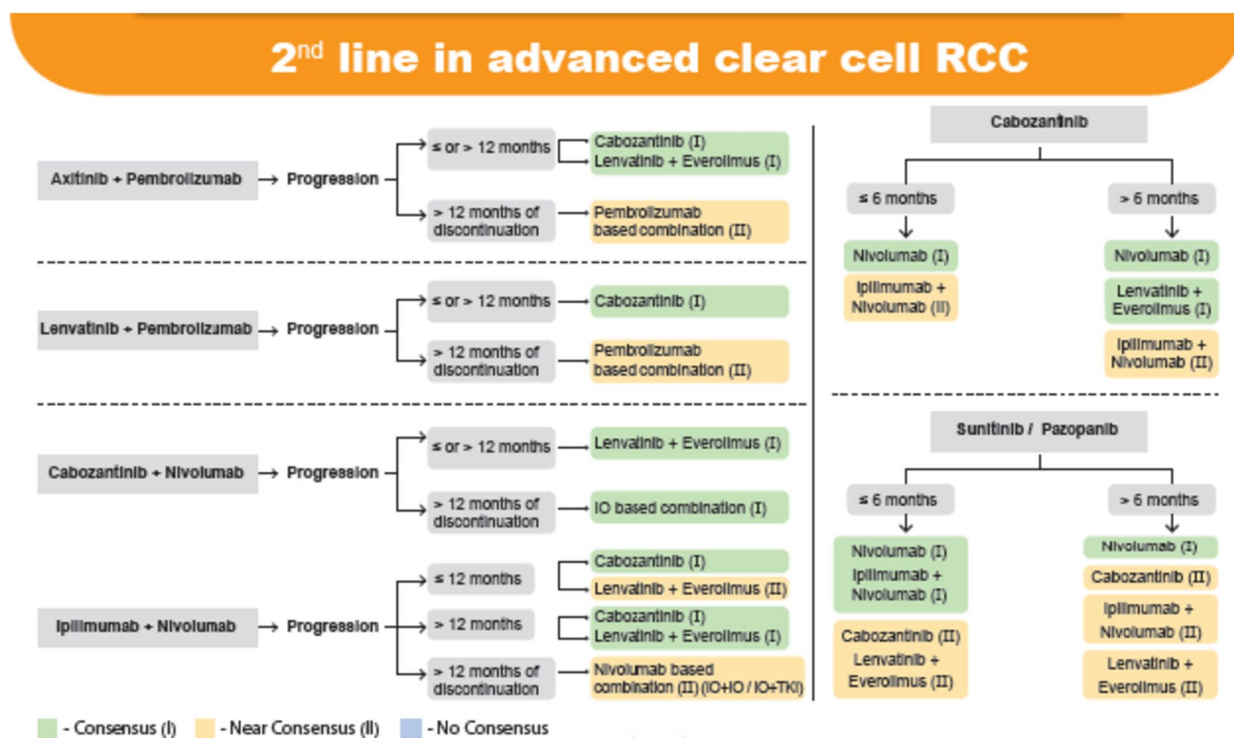 2nd line in advanced clear cell RCC
Axitinib + Pembrolizumab
Progression
≤ or > 12 months
Cabozantinib (I)
Lenvatinib + Everolimus (I)
> 12 months of
discontinuation
Pembrolizumab
based combination (II)
Lenvatinib + Pembrolizumab
Progression
≤ or > 12 months
Cabozantinib (I)
> 12 months of
discontinuation
Pembrolizumab
based combination (II)
Cabozantinib + Nivolumab
Progression
≤ or > 12 months
Lenvatinib + Everolimus (I)
> 12 months of
discontinuation
IO based combination (I)
Ipilimumab + Nivolumab
Progression
≤ 12 months
Cabozantinib (I)
Lenvatinib + Everolimus (II)
> 12 months
Cabozantinib (I)
Lenvatinib + Everolimus (I)
> 12 months of
discontinuation
Nivolumab based
combination (II) (IO+IO / IO+TKI)
Cabozantinib
≤ 6 months
Nivolumab (I)
Ipilimumab +
Nivolumab (II)
> 6 months
Nivolumab (I)
Lenvatinib +
Everolimus (I)
Ipilimumab +
Nivolumab (II)
Sunitinib / Pazopanib
≤ 6 months
Nivolumab (I)
Ipilimumab +
Nivolumab (I)
Cabozantinib (II)
Lenvatinib +
Everolimus (II)
> 6 months
Nivolumab (I)
Cabozantinib (II)
Ipilimumab +
Nivolumab (II)
Lenvatinib +
Everolimus (II)
- Consensus (I)
- Near Consensus (II)
- No Consensus